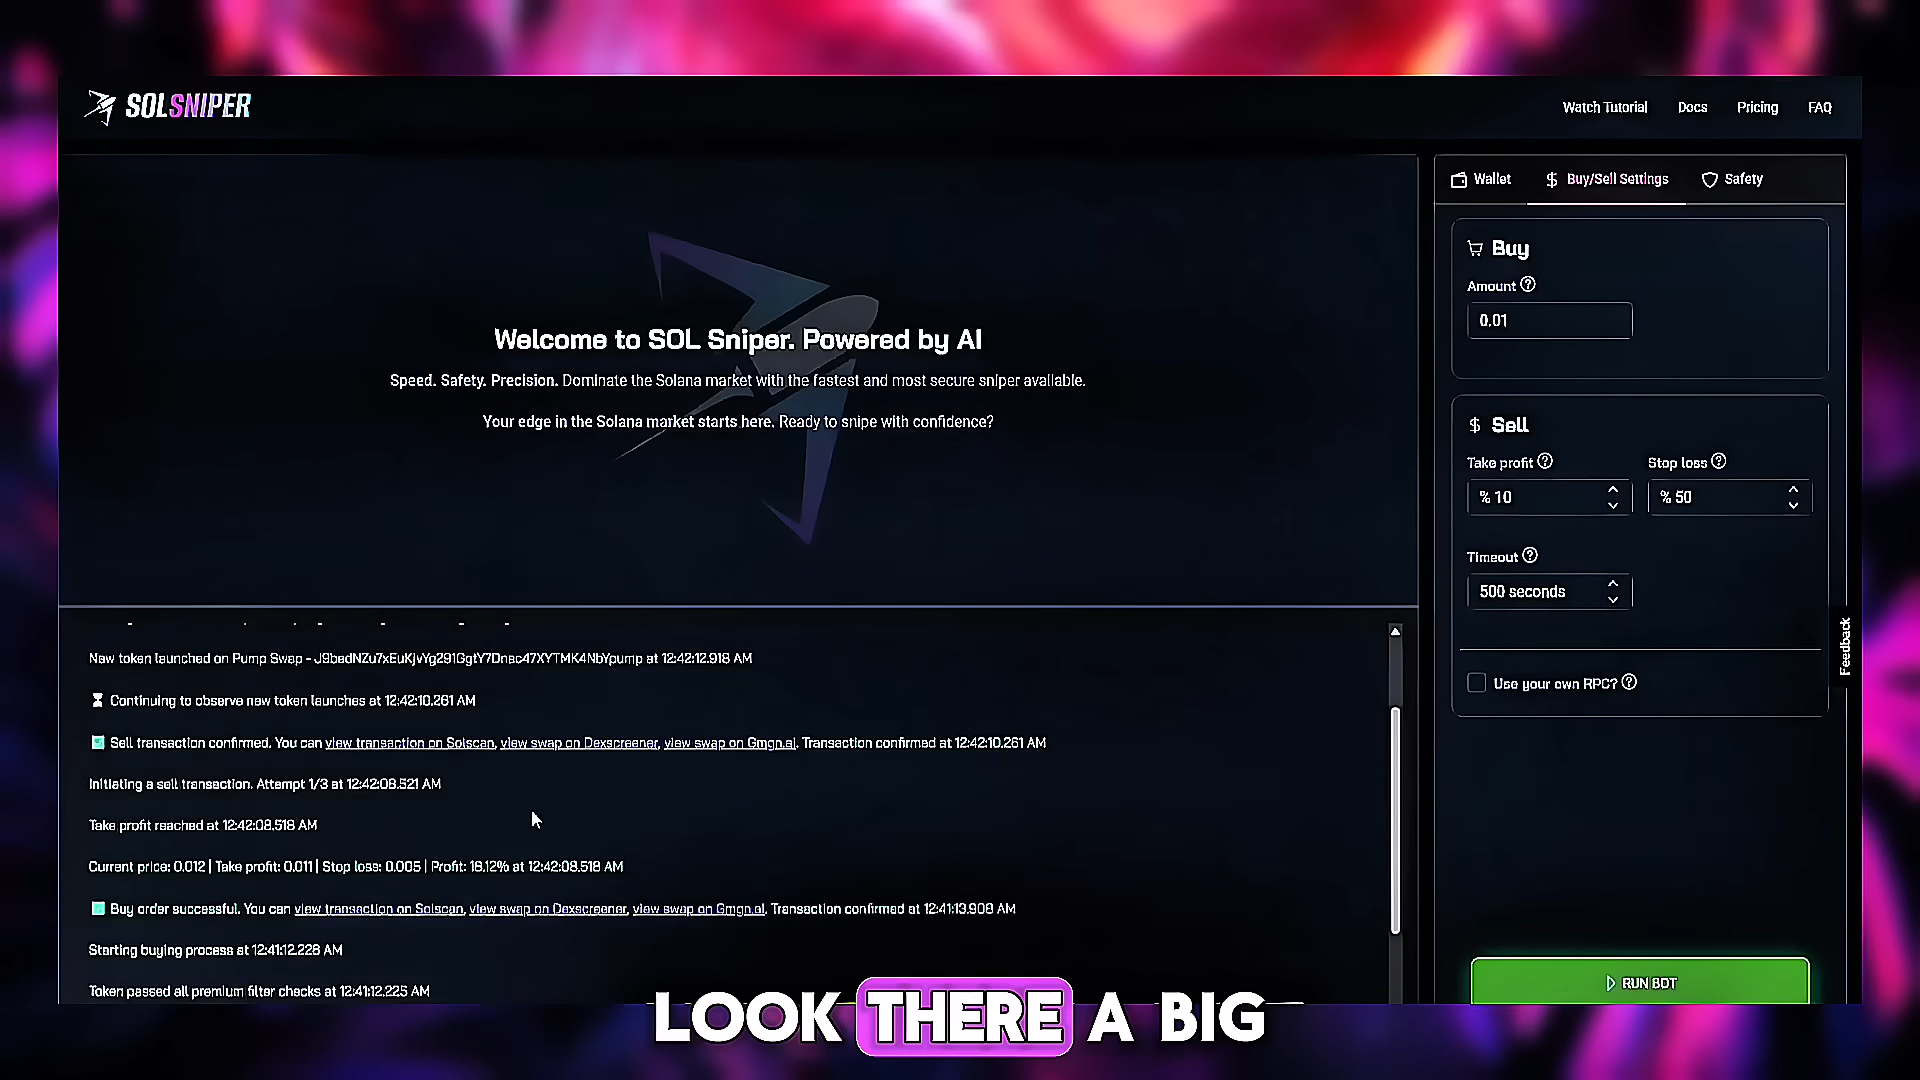 SOLSNIPER
Watch Tutorial Docs Pricing FAQ
Wallet Buy/Sell Settings Safety
Welcome to SOL Sniper. Powered by AI
Speed. Safety. Precision. Dominate the Solana market with the fastest and most secure sniper available.
Your edge in the Solana market starts here. Ready to snipe with confidence?
Buy
Amount
0.01
Sell
Take profit Stop loss
% 10 % 50
Timeout
500 seconds
Use your own RPC?
Feedback
New token launched on Pump Swap - J9bedNZu7xEuKjvYg291GgtY7Dnac47XYTMK4NbYpump at 12:42:12.918 AM
Continuing to observe new token launches at 12:42:10.261 AM
Sell transaction confirmed. You can view transaction on Solscan, view swap on Dexscreener, view swap on Gmgn.ai. Transaction confirmed at 12:42:10.261 AM
Initiating a sell transaction. Attempt 1/3 at 12:42:08.521 AM
Take profit reached at 12:42:08.518 AM
Current price: 0.012 | Take profit: 0.011 | Stop loss: 0.005 | Profit: 16.12% at 12:42:08.518 AM
Buy order successful. You can view transaction on Solscan, view swap on Dexscreener, view swap on Gmgn.ai. Transaction confirmed at 12:41:13.908 AM
Starting buying process at 12:41:12.228 AM
Token passed all premium filter checks at 12:41:12.225 AM
RUN BOT
LOOK THERE A BIG